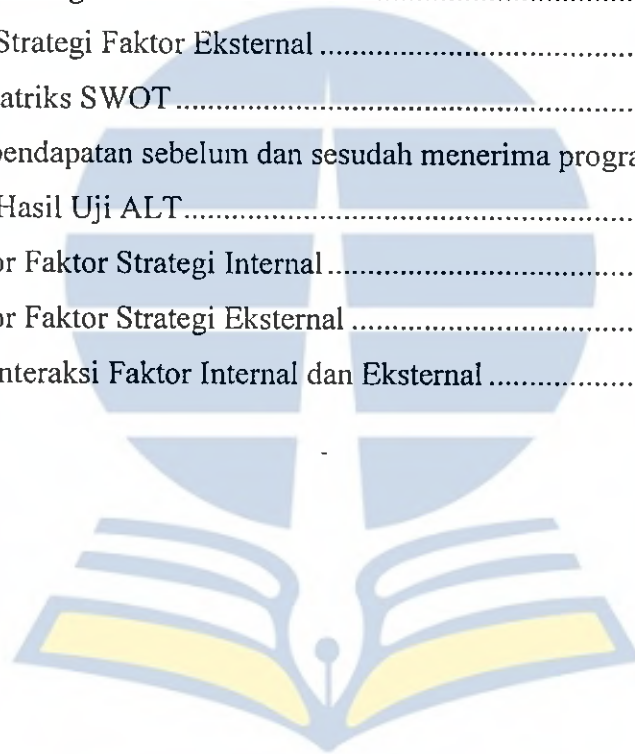 Strategi Faktor Eksternal ........................................
atriks SWOT ........................................
pendapatan sebelum dan sesudah menerima progra
Hasil Uji ALT ........................................
or Faktor Strategi Internal ........................................
or Faktor Strategi Eksternal ........................................
nteraksi Faktor Internal dan Eksternal ....................
-